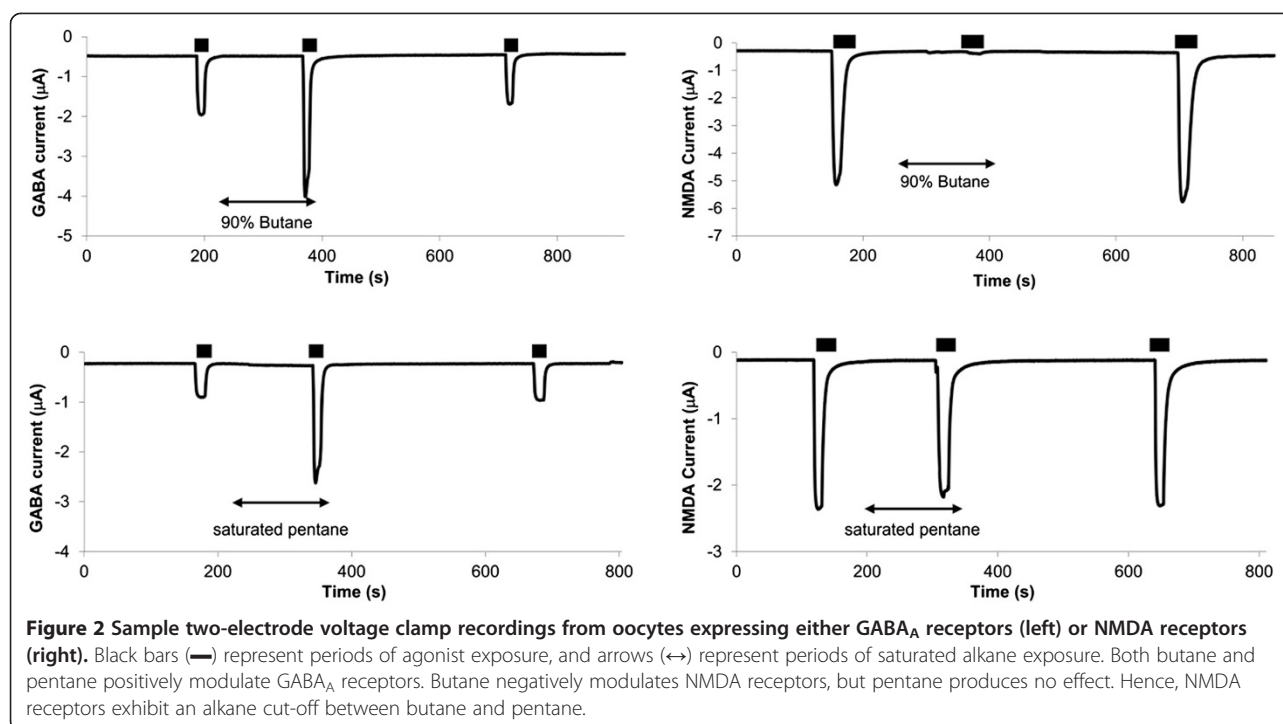 0
-1
-2
-3
-4
-5
GABA current (µA)
90% Butane
0 200 400 600 800
Time (s)
0
-1
-2
-3
-4
-5
-6
-7
NMDA Current (µA)
90% Butane
0 200 400 600 800
Time (s)
0
-1
-2
-3
-4
GABA current (µA)
saturated pentane
0 200 400 600 800
Time (s)
0
-1
-2
-3
NMDA Current (µA)
saturated pentane
0 200 400 600 800
Time (s)
Figure 2 Sample two-electrode voltage clamp recordings from oocytes expressing either GABA_A receptors (left) or NMDA receptors
(right). Black bars (▬) represent periods of agonist exposure, and arrows (↔) represent periods of saturated alkane exposure. Both butane and
pentane positively modulate GABA_A receptors. Butane negatively modulates NMDA receptors, but pentane produces no effect. Hence, NMDA
receptors exhibit an alkane cut-off between butane and pentane.